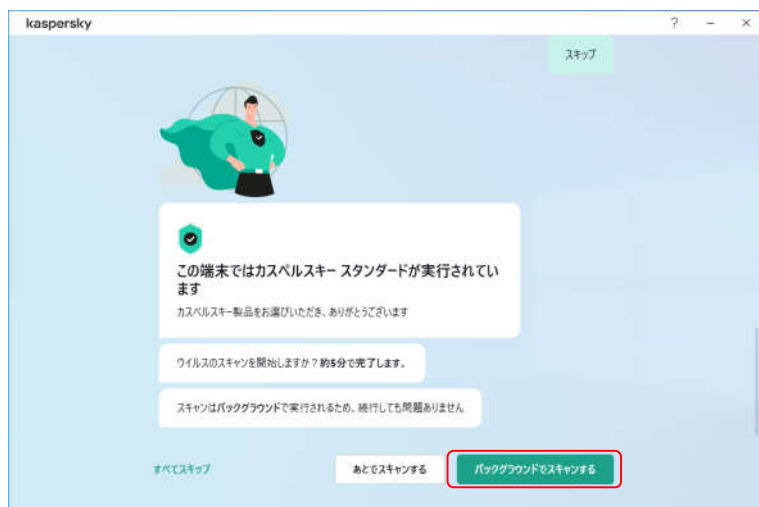 kaspersky
? – ×
スキップ
この端末ではカスペルスキー スタンダードが実行されてい
ます
カスペルスキー製品をお選びいただき、ありがとうございます
ウイルスのスキャンを開始しますか？約5分で完了します。
スキャンはバックグラウンドで実行されるため、続行しても問題ありません
すべてスキップ
あとでスキャンする
バックグラウンドでスキャンする